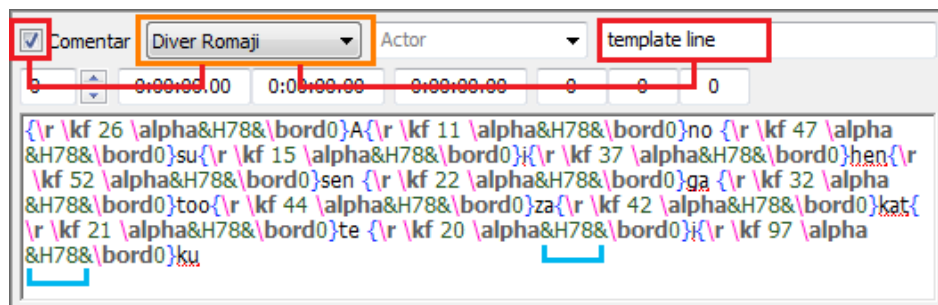 Comentar Diver Romaji Actor template line
0 0:00:00.00 0:00:00.00 0:00:00.00 0 0 0
{\r \kf 26 \alpha&H78&\bord0}A{\r \kf 11 \alpha&H78&\bord0}no {\r \kf 47 \alpha
&H78&\bord0}su{\r \kf 15 \alpha&H78&\bord0}i{\r \kf 37 \alpha&H78&\bord0}hen{\r
\kf 52 \alpha&H78&\bord0}sen {\r \kf 22 \alpha&H78&\bord0}ga {\r \kf 32 \alpha
&H78&\bord0}too{\r \kf 44 \alpha&H78&\bord0}za{\r \kf 42 \alpha&H78&\bord0}kat{
\r \kf 21 \alpha&H78&\bord0}te {\r \kf 20 \alpha&H78&\bord0}i{\r \kf 97 \alpha
&H78&\bord0}ku